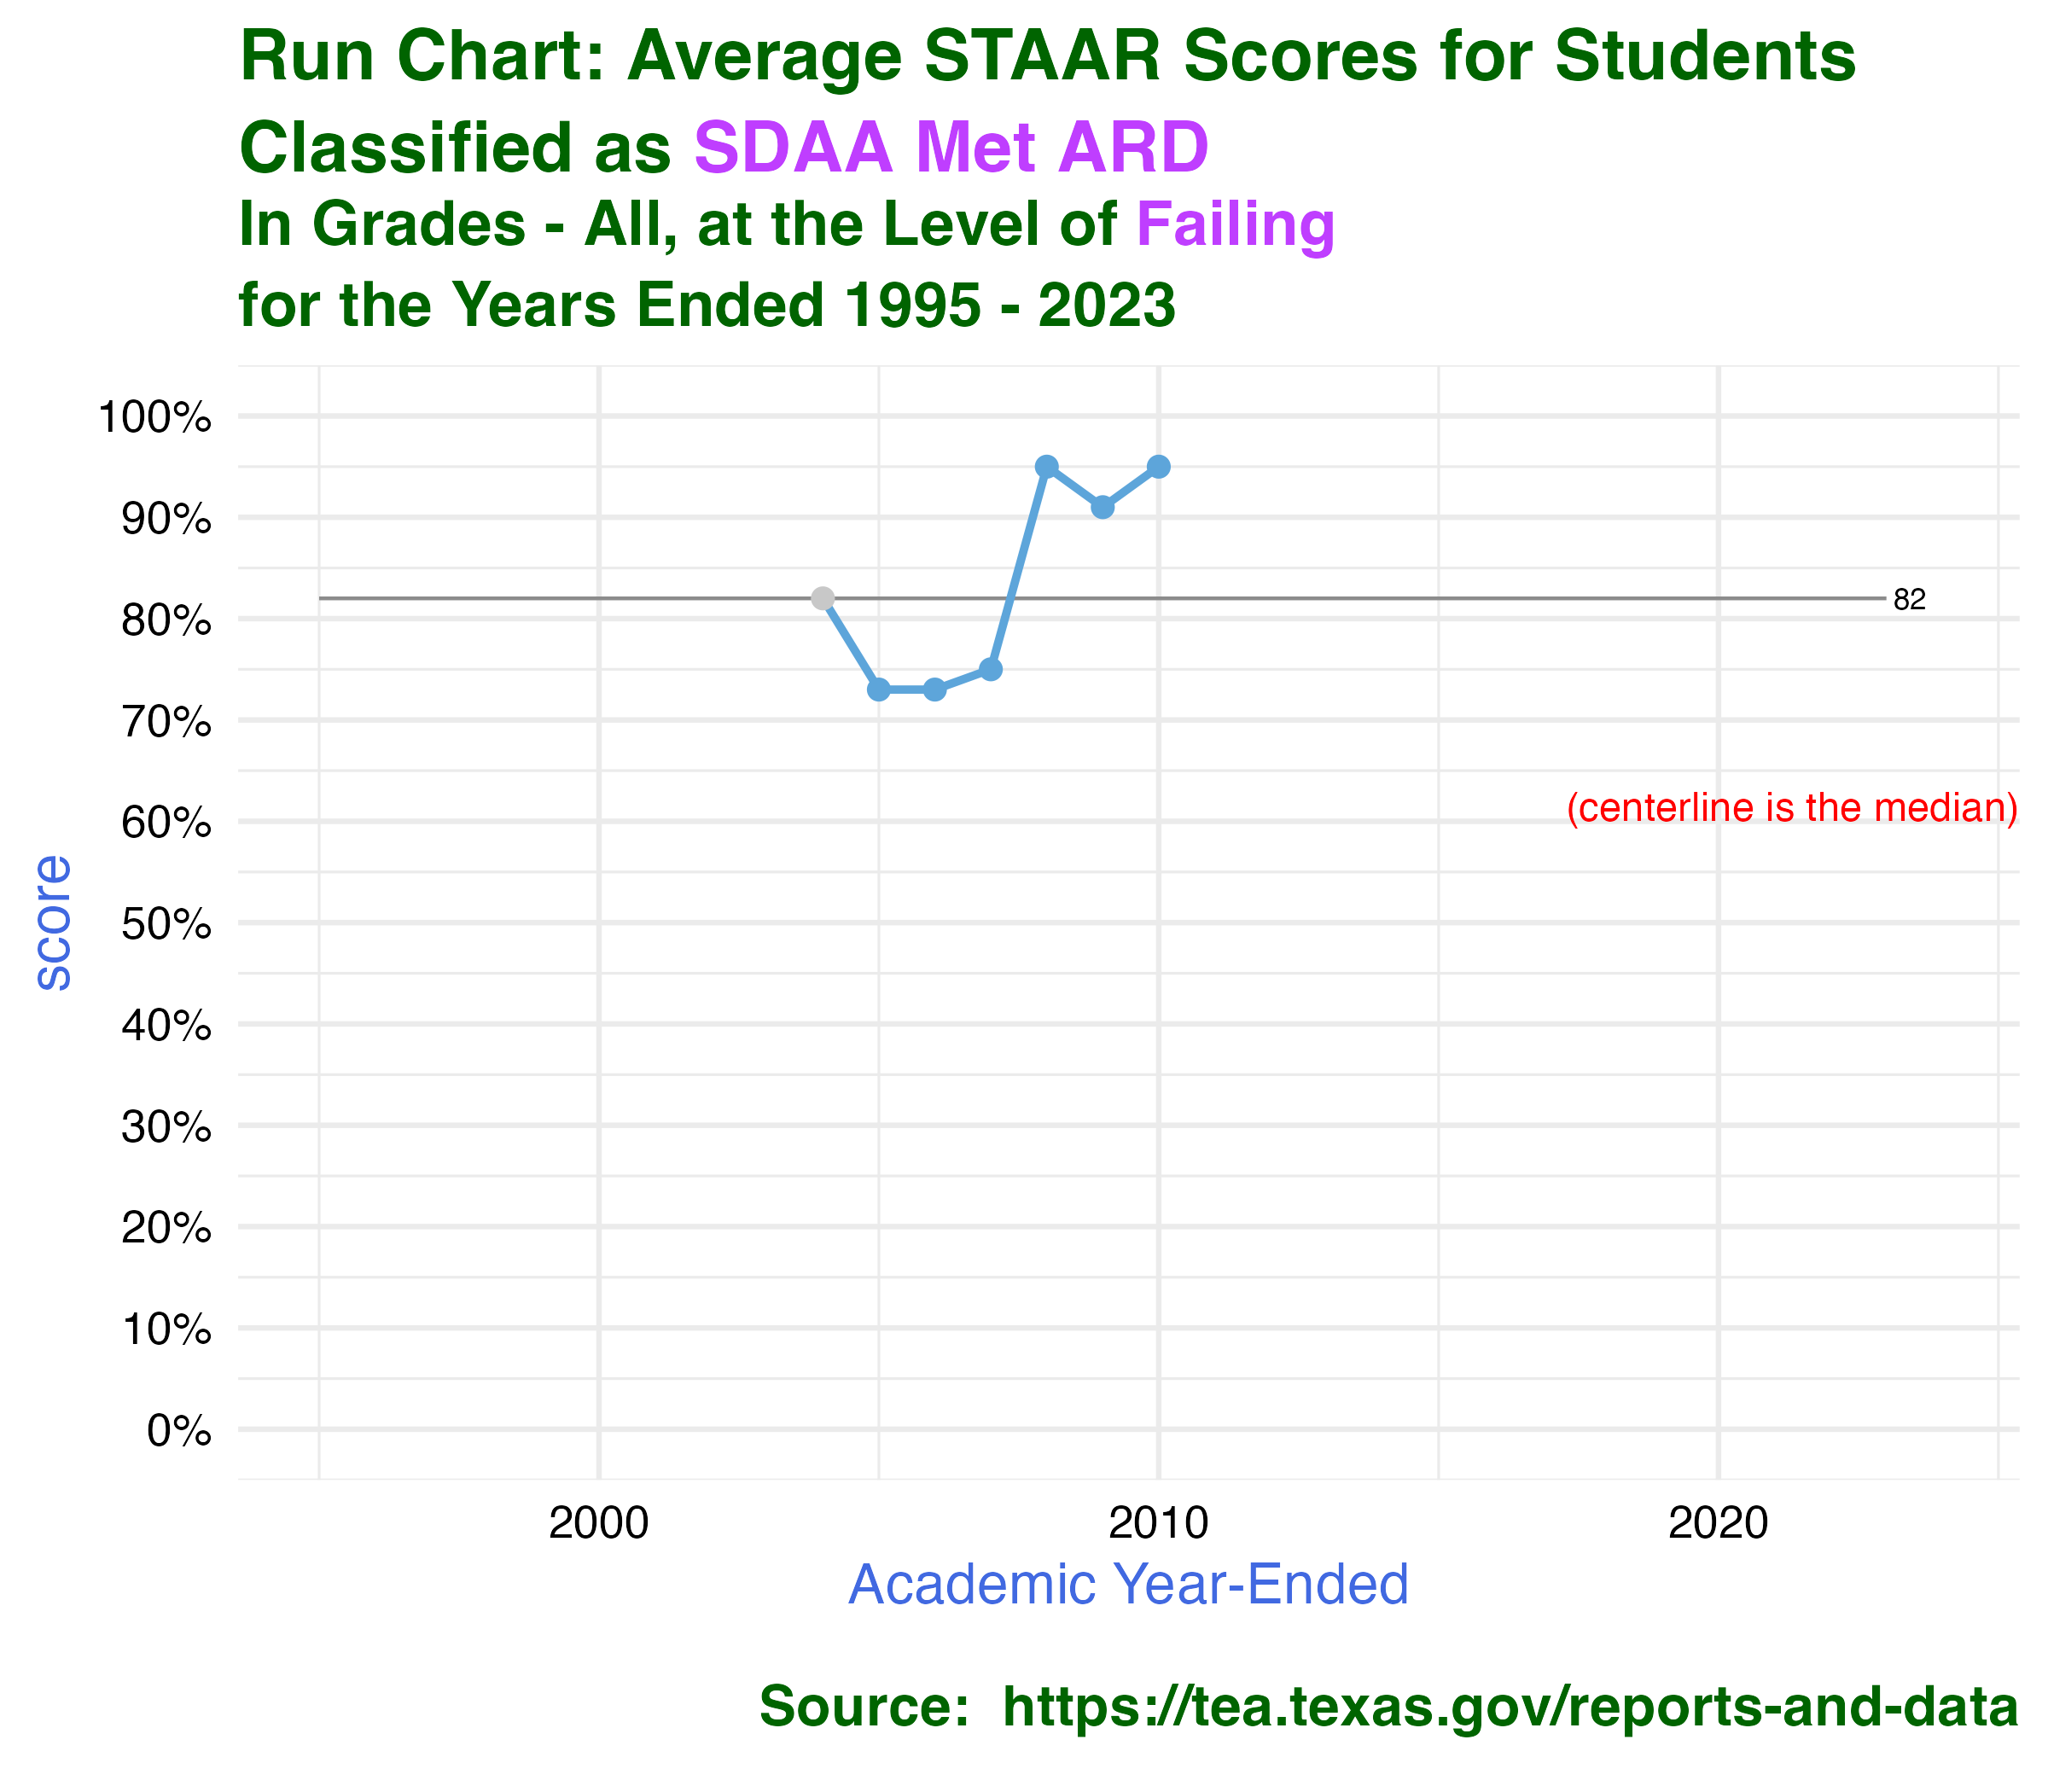 Run Chart: Average STAAR Scores for Students
Classified as SDAA Met ARD
In Grades - All, at the Level of Failing
for the Years Ended 1995 - 2023
100%
90%
82
80%
70%
(centerline is the median)
60%
score
50%
40%
30%
20%
10%
0%
2000
2010
2020
Academic Year-Ended
Source:  https://tea.texas.gov/reports-and-data